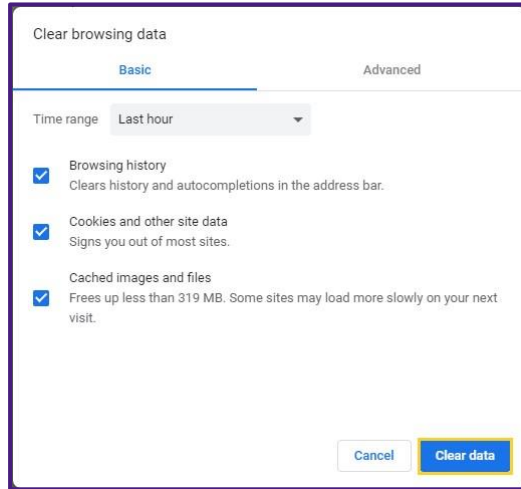 Clear browsing data
Basic Advanced
Time range Last hour
Browsing history
Clears history and autocompletions in the address bar.
Cookies and other site data
Signs you out of most sites.
Cached images and files
Frees up less than 319 MB. Some sites may load more slowly on your next
visit.
Cancel Clear data